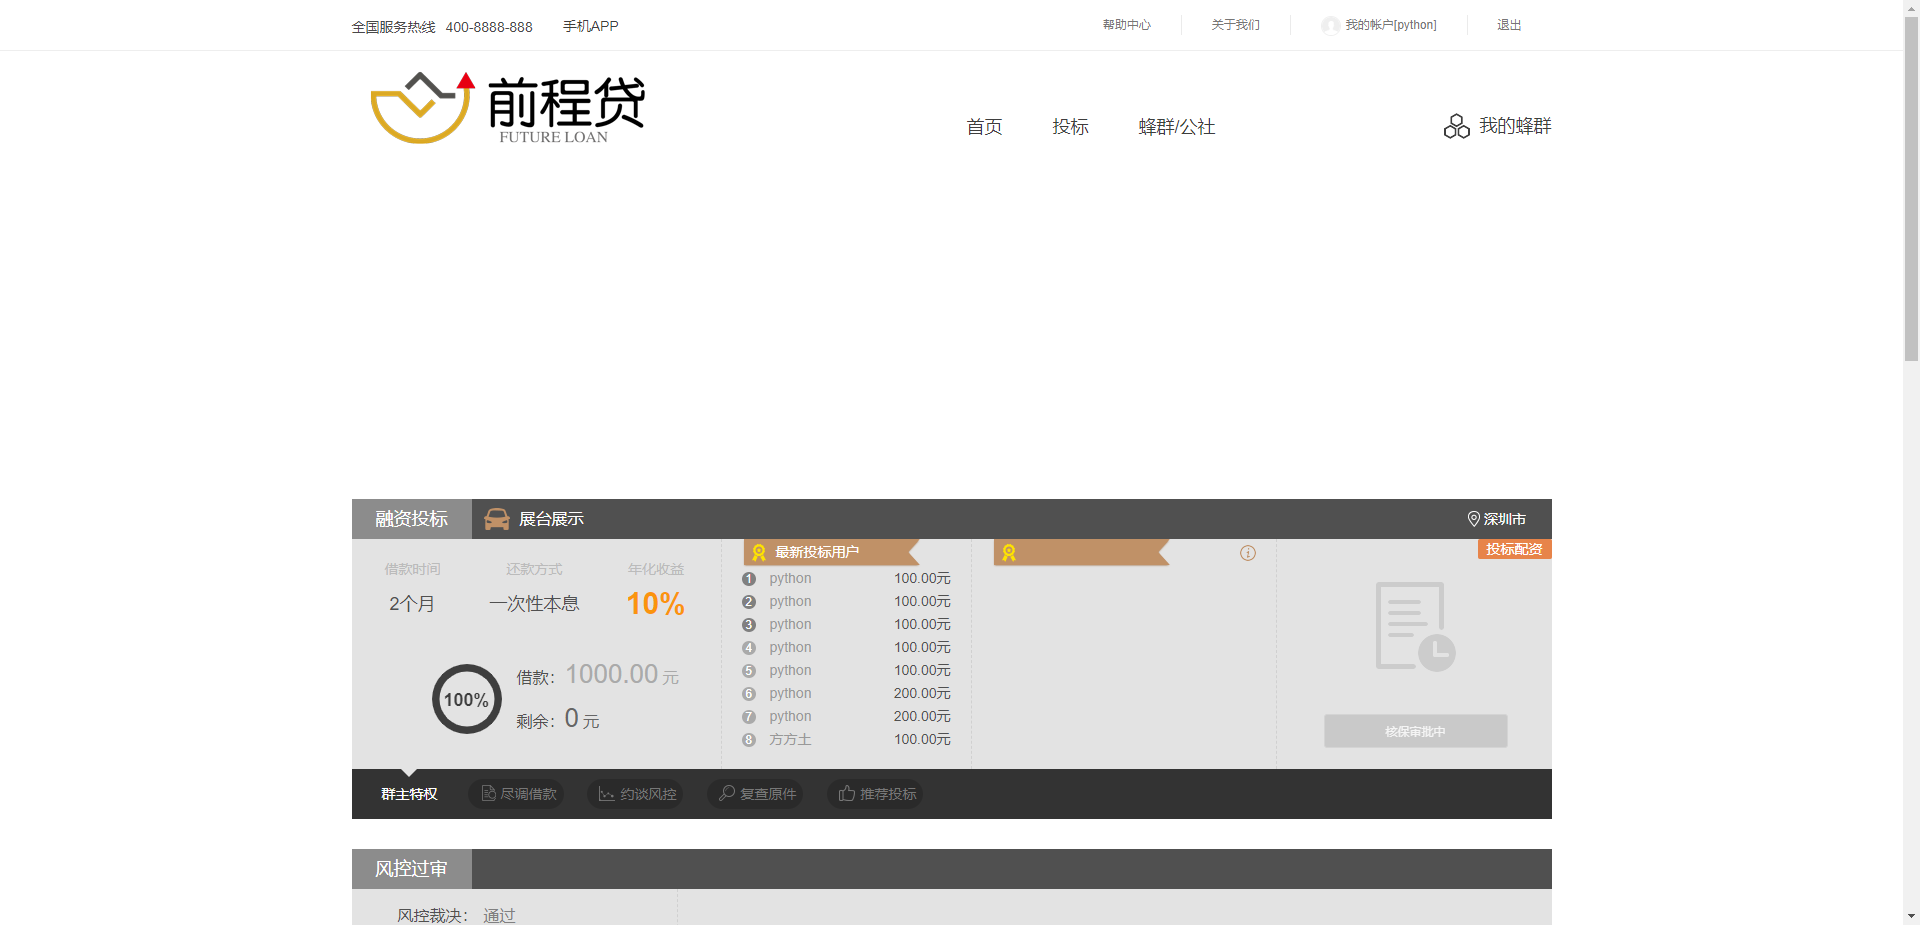 全国服务热线 400-8888-888 手机APP 帮助中心 关于我们 我的帐户[python] 退出
前程贷
FUTURE LOAN
首页 投标 蜂群/公社 我的蜂群
融资投标 展台展示 深圳市
借款时间 还款方式 年化收益
2个月 一次性本息 10%
100%
借款: 1000.00 元
剩余: 0 元
最新投标用户
1 python 100.00元
2 python 100.00元
3 python 100.00元
4 python 100.00元
5 python 100.00元
6 python 200.00元
7 python 200.00元
8 方方土 100.00元
投标配资
核保审批中
群主特权 尽调借款 约谈风控 复查原件 推荐投标
风控过审
风控裁决: 通过